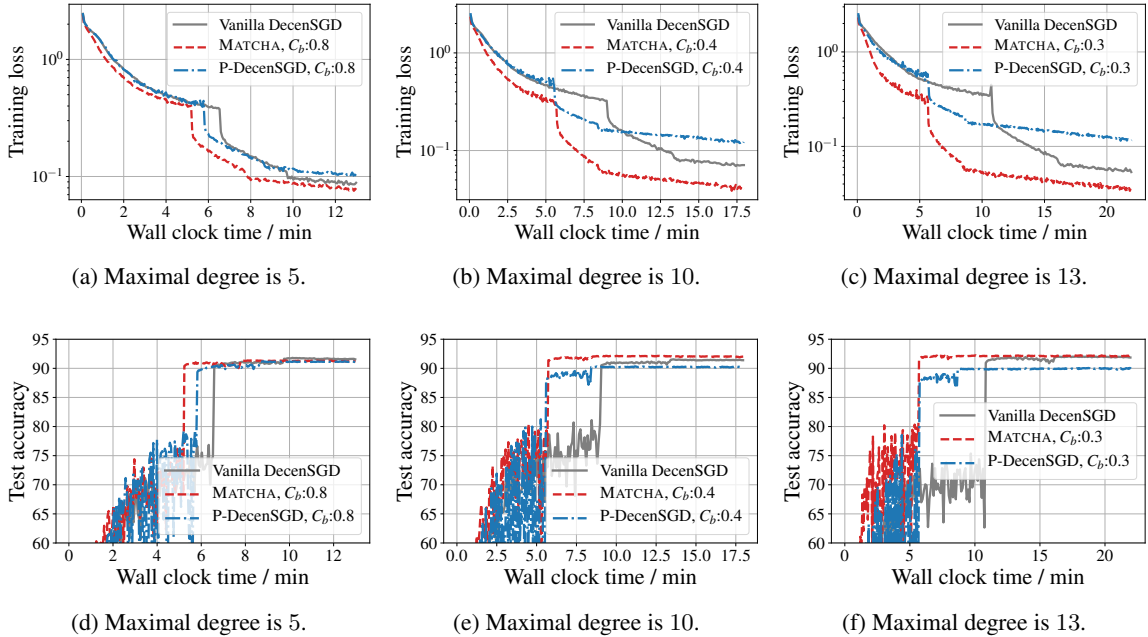 Training loss
10^0
10^−1
Vanilla DecenSGD
MATCHA, C_b:0.8
P-DecenSGD, C_b:0.8
0 2 4 6 8 10 12
Wall clock time / min
(a) Maximal degree is 5.
Training loss
10^0
10^−1
Vanilla DecenSGD
MATCHA, C_b:0.4
P-DecenSGD, C_b:0.4
0.0 2.5 5.0 7.5 10.0 12.5 15.0 17.5
Wall clock time / min
(b) Maximal degree is 10.
Training loss
10^0
10^−1
Vanilla DecenSGD
MATCHA, C_b:0.3
P-DecenSGD, C_b:0.3
0 5 10 15 20
Wall clock time / min
(c) Maximal degree is 13.
Test accuracy
95
90
85
80
75
70
65
60
Vanilla DecenSGD
MATCHA, C_b:0.8
P-DecenSGD, C_b:0.8
0 2 4 6 8 10 12
Wall clock time / min
(d) Maximal degree is 5.
Test accuracy
95
90
85
80
75
70
65
60
Vanilla DecenSGD
MATCHA, C_b:0.4
P-DecenSGD, C_b:0.4
0.0 2.5 5.0 7.5 10.0 12.5 15.0 17.5
Wall clock time / min
(e) Maximal degree is 10.
Test accuracy
95
90
85
80
75
70
65
60
Vanilla DecenSGD
MATCHA, C_b:0.3
P-DecenSGD, C_b:0.3
0 5 10 15 20
Wall clock time / min
(f) Maximal degree is 13.